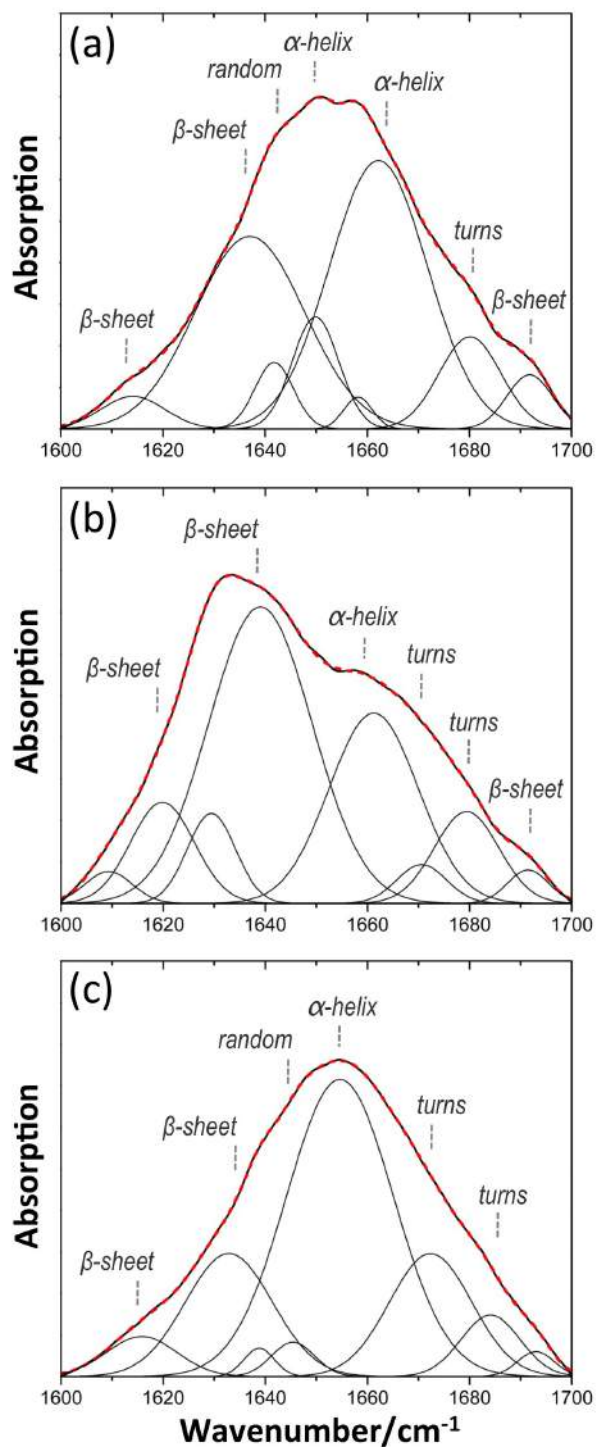 (a)
α-helix
random
α-helix
β-sheet
turns
β-sheet
β-sheet
Absorption
1600 1620 1640 1660 1680 1700
(b)
β-sheet
α-helix
β-sheet
turns
turns
β-sheet
Absorption
1600 1620 1640 1660 1680 1700
(c)
α-helix
random
β-sheet
turns
turns
β-sheet
Absorption
1600 1620 1640 1660 1680 1700
Wavenumber/cm⁻¹